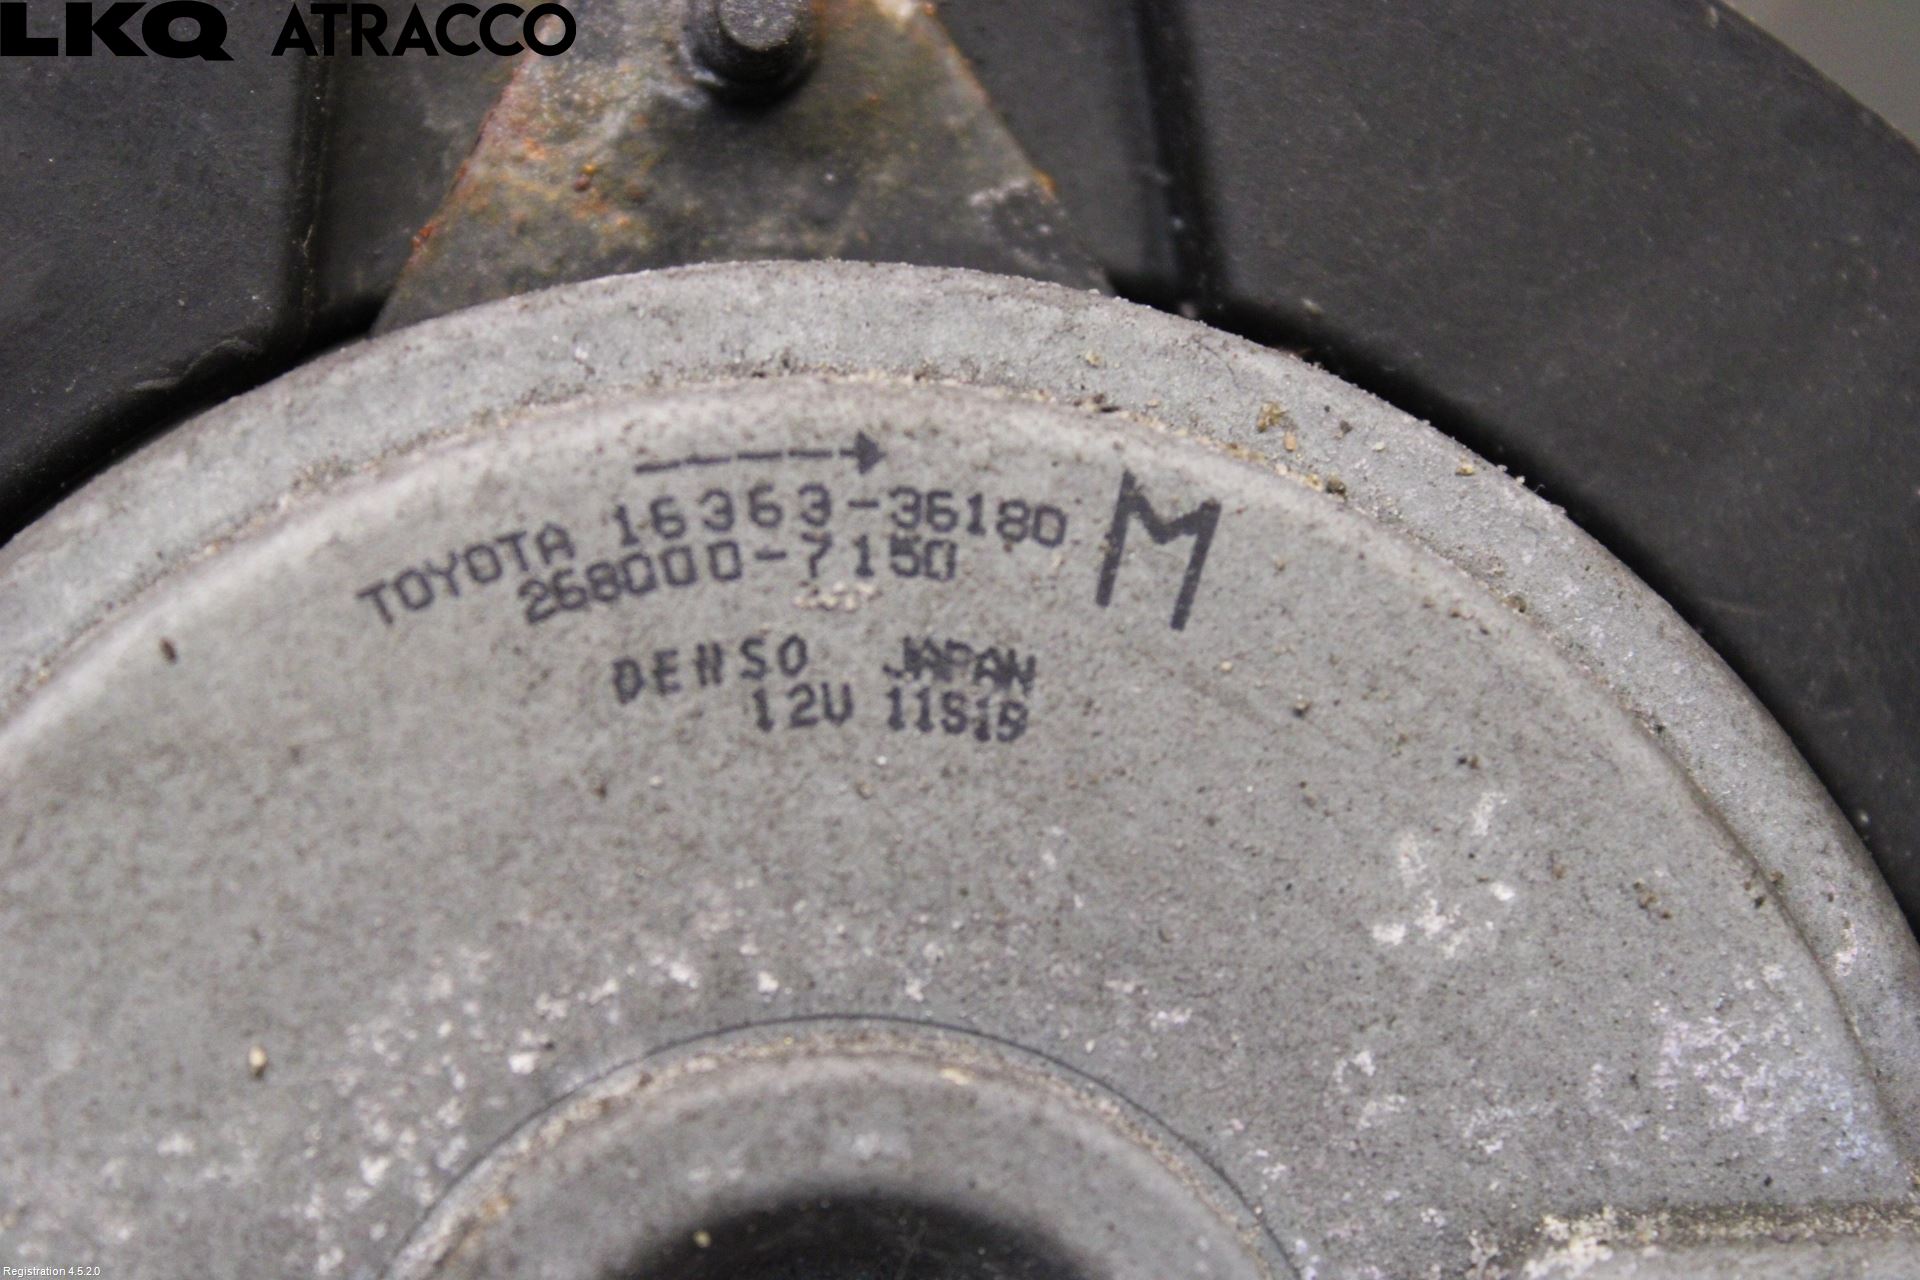 LKQ ATRACCO
TOYOTA 16363-36180 M
268000-7150
DENSO JAPAN
12V 11S19
Registration 4.5.2.0